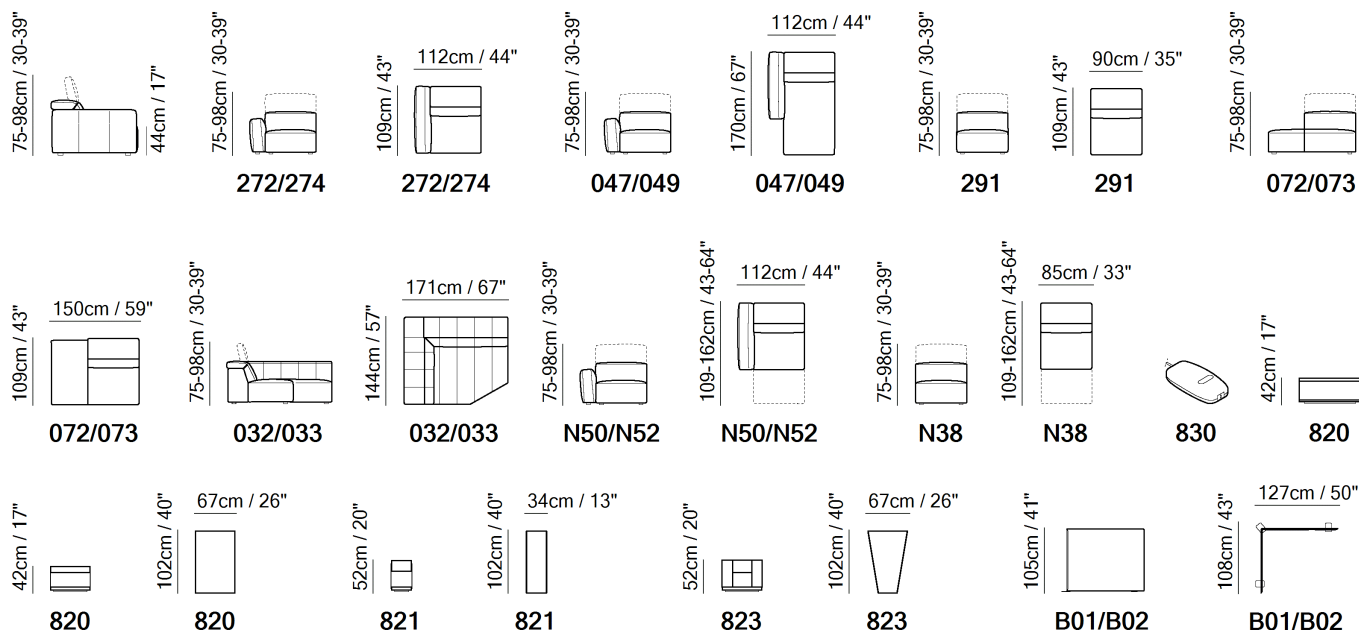 75-98cm / 30-39"
44cm / 17"
75-98cm / 30-39"
272/274
109cm / 43"
112cm / 44"
272/274
75-98cm / 30-39"
047/049
170cm / 67"
112cm / 44"
047/049
75-98cm / 30-39"
291
109cm / 43"
90cm / 35"
291
75-98cm / 30-39"
072/073
109cm / 43"
150cm / 59"
072/073
75-98cm / 30-39"
032/033
144cm / 57"
171cm / 67"
032/033
75-98cm / 30-39"
N50/N52
109-162cm / 43-64"
112cm / 44"
N50/N52
75-98cm / 30-39"
N38
109-162cm / 43-64"
85cm / 33"
N38
830
42cm / 17"
820
42cm / 17"
820
102cm / 40"
67cm / 26"
820
52cm / 20"
821
102cm / 40"
34cm / 13"
821
52cm / 20"
823
102cm / 40"
67cm / 26"
823
105cm / 41"
B01/B02
108cm / 43"
127cm / 50"
B01/B02